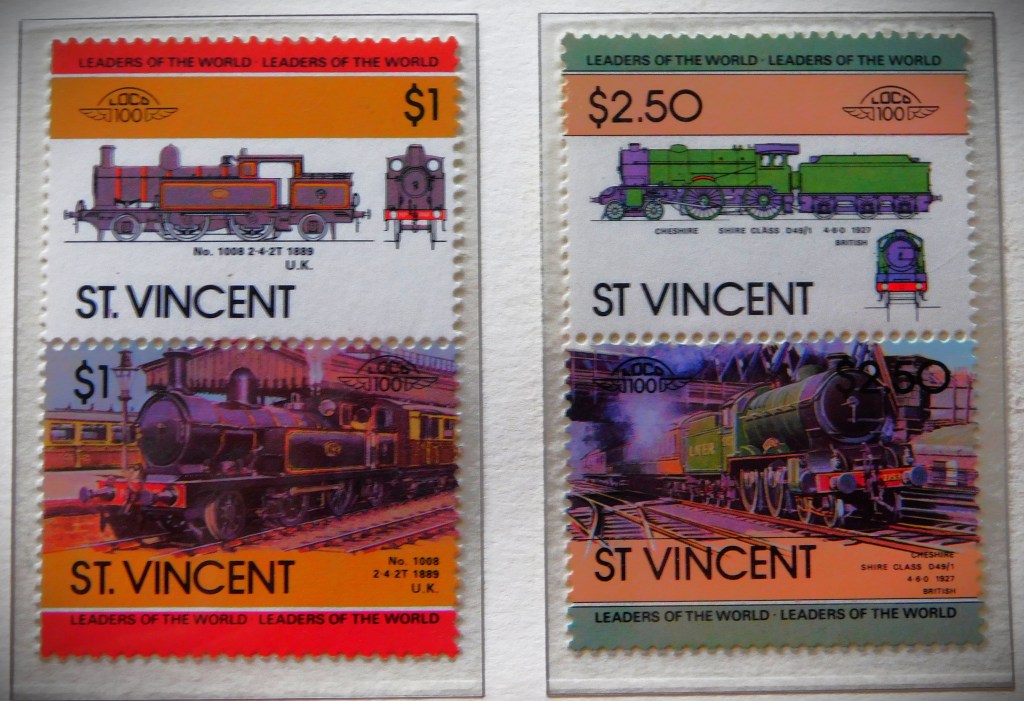 LEADERS OF THE WORLD · LEADERS OF THE WORLD
LOCO
100
$1
No. 1008 2·4·2T 1889
U.K.
ST. VINCENT
$1
LOCO
100
ST. VINCENT
No. 1008
2·4·2T 1889
U.K.
LEADERS OF THE WORLD · LEADERS OF THE WORLD
LEADERS OF THE WORLD · LEADERS OF THE WORLD
$2.50
LOCO
100
CHESHIRE SHIRE CLASS D49/1 4·6·0 1927
BRITISH
ST VINCENT
LOCO
100
$2.50
LNER
ST VINCENT
CHESHIRE
SHIRE CLASS D49/1
4·6·0 1927
BRITISH
LEADERS OF THE WORLD · LEADERS OF THE WORLD